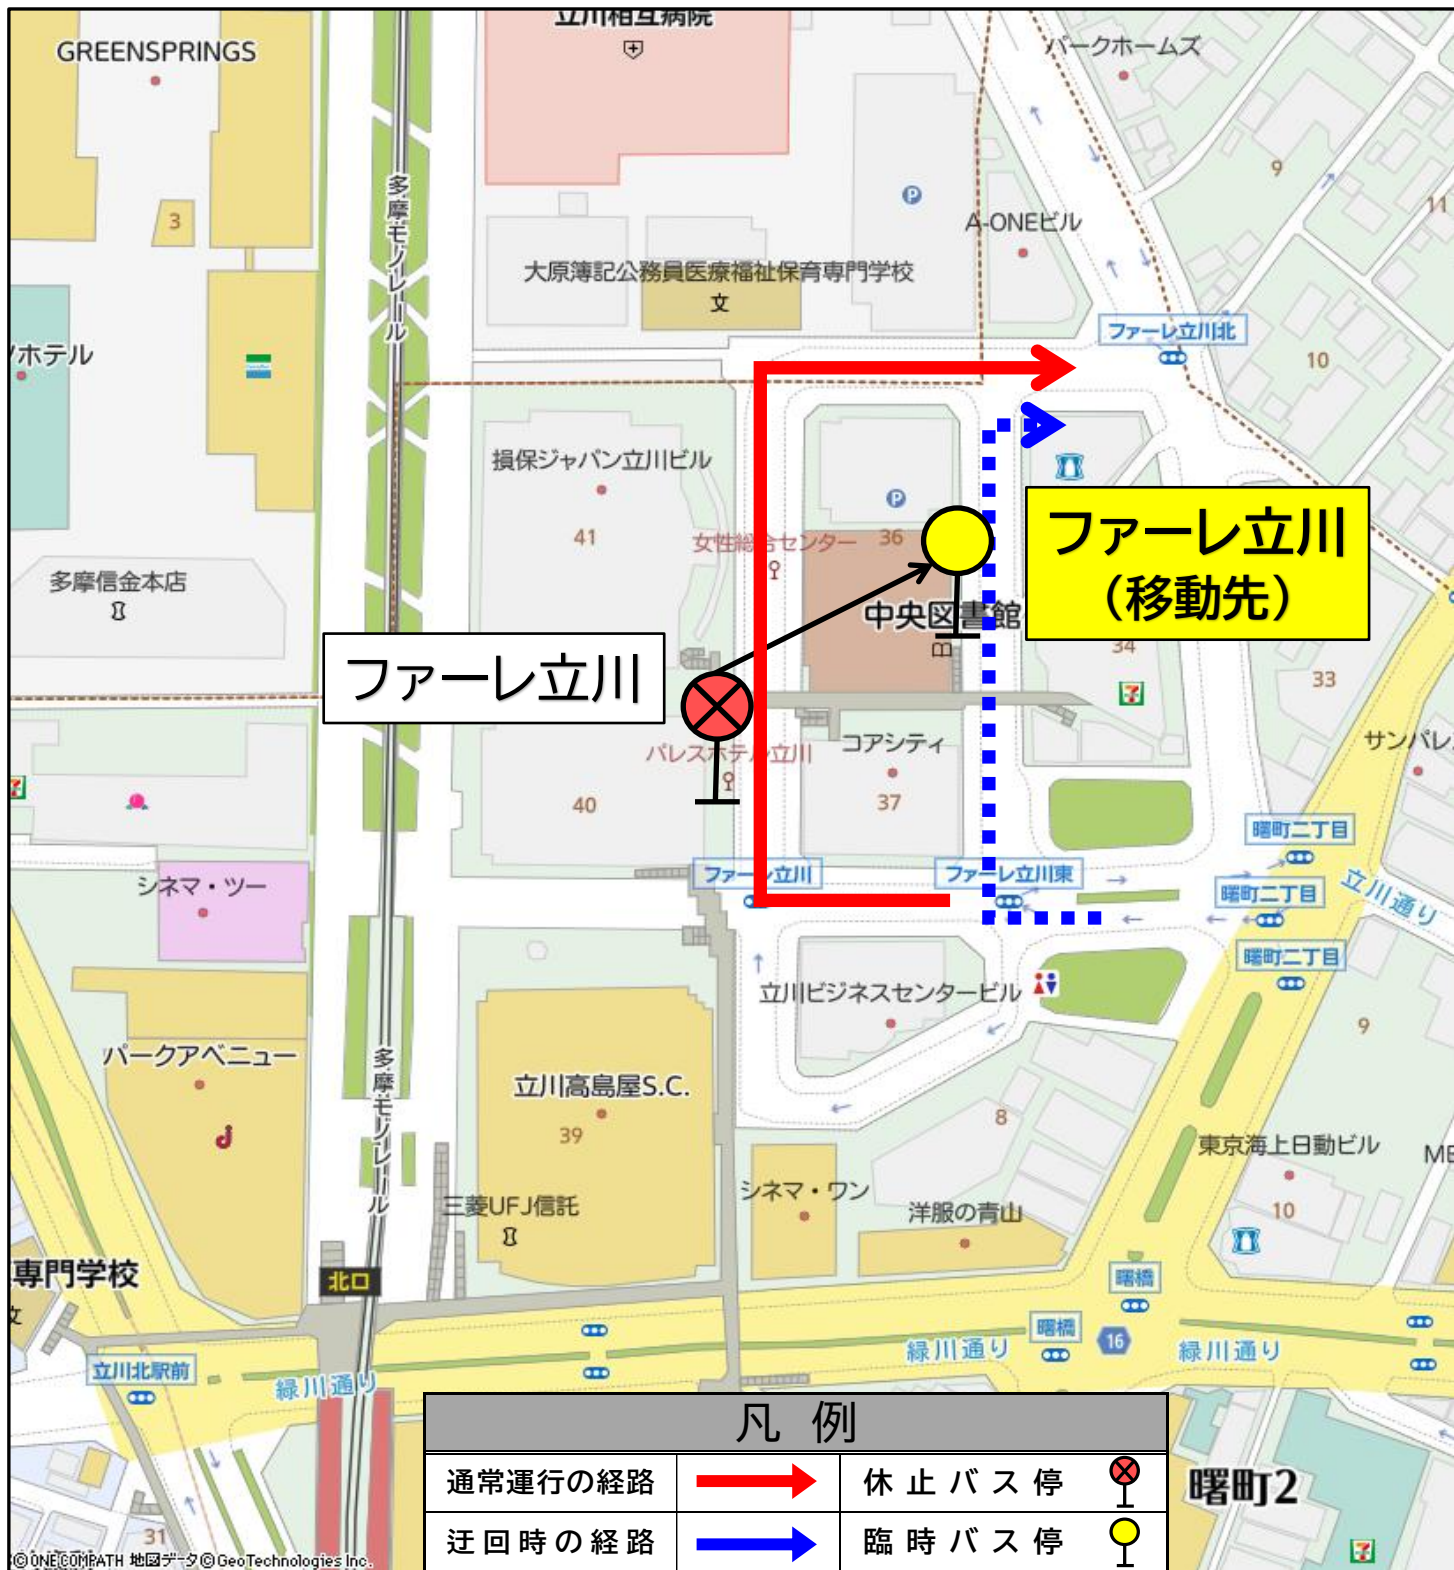 立川相互病院
GREENSPRINGS
パークホームズ
9
11
3
多摩モノレール
A-ONEビル
大原簿記公務員医療福祉保育専門学校
文
ファーレ立川北
ホテル
10
損保ジャパン立川ビル
41
女性総合センター
36
ファーレ立川
(移動先)
多摩信金本店
中央図書館
34
33
ファーレ立川
サンパレ
パレスホテル立川
コアシティ
40
37
曙町二丁目
シネマ・ツー
ファーレ立川
ファーレ立川東
曙町二丁目
立川通り
曙町二丁目
立川ビジネスセンタービル
9
パークアベニュー
多摩モノレール
立川高島屋S.C.
39
8
東京海上日動ビル
ME
シネマ・ワン
三菱UFJ信託
洋服の青山
10
専門学校
文
北口
曙橋
曙橋
16
緑川通り
緑川通り
立川北駅前
緑川通り
凡 例
通常運行の経路
休 止 バ ス 停
曙町2
迂回時の経路
臨 時 バ ス 停
31
©ONE COMPATH 地図データ©GeoTechnologies Inc.